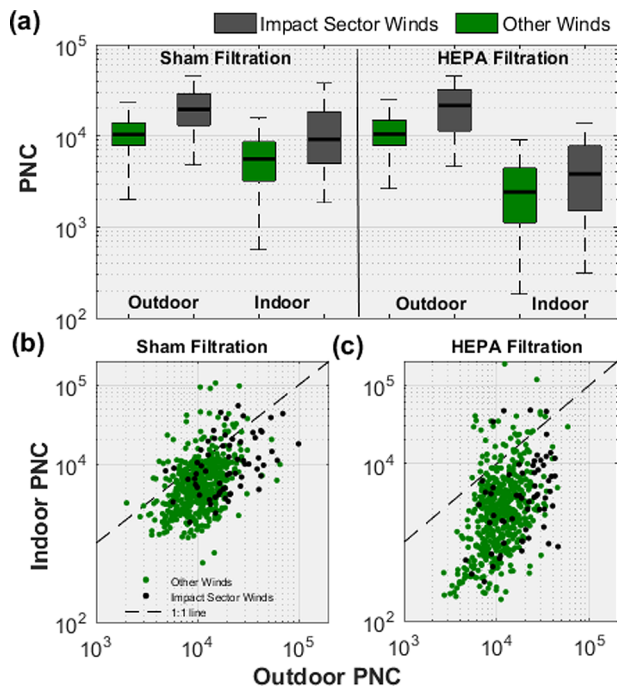 (a)
Impact Sector Winds
Other Winds
10^5
Sham Filtration
HEPA Filtration
10^4
PNC
10^3
Outdoor
Indoor
Outdoor
Indoor
10^2
(b)
Sham Filtration
(c)
HEPA Filtration
10^5
10^5
10^4
10^4
Indoor PNC
Other Winds
Impact Sector Winds
1:1 line
10^2
10^2
10^3
10^4
10^5
10^3
10^4
10^5
Outdoor PNC